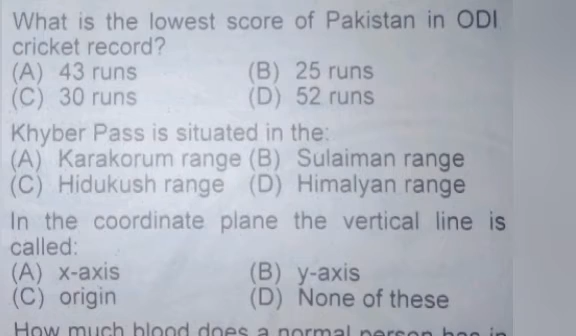 What is the lowest score of Pakistan in ODI
cricket record?
(A) 43 runs (B) 25 runs
(C) 30 runs (D) 52 runs
Khyber Pass is situated in the:
(A) Karakorum range (B) Sulaiman range
(C) Hidukush range (D) Himalyan range
In the coordinate plane the vertical line is
called:
(A) x-axis (B) y-axis
(C) origin (D) None of these
How much blood does a normal person has in